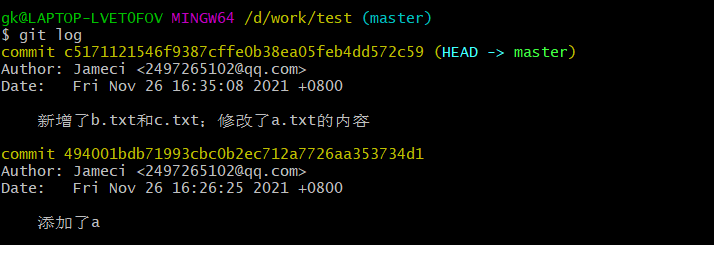 gk@LAPTOP-LVETOFOV MINGW64 /d/work/test (master)
$ git log
commit c5171121546f9387cffe0b38ea05feb4dd572c59 (HEAD -> master)
Author: Jameci <2497265102@qq.com>
Date:   Fri Nov 26 16:35:08 2021 +0800
新增了b.txt和c.txt; 修改了a.txt的内容
commit 494001bdb71993cbc0b2ec712a7726aa353734d1
Author: Jameci <2497265102@qq.com>
Date:   Fri Nov 26 16:26:25 2021 +0800
添加了a